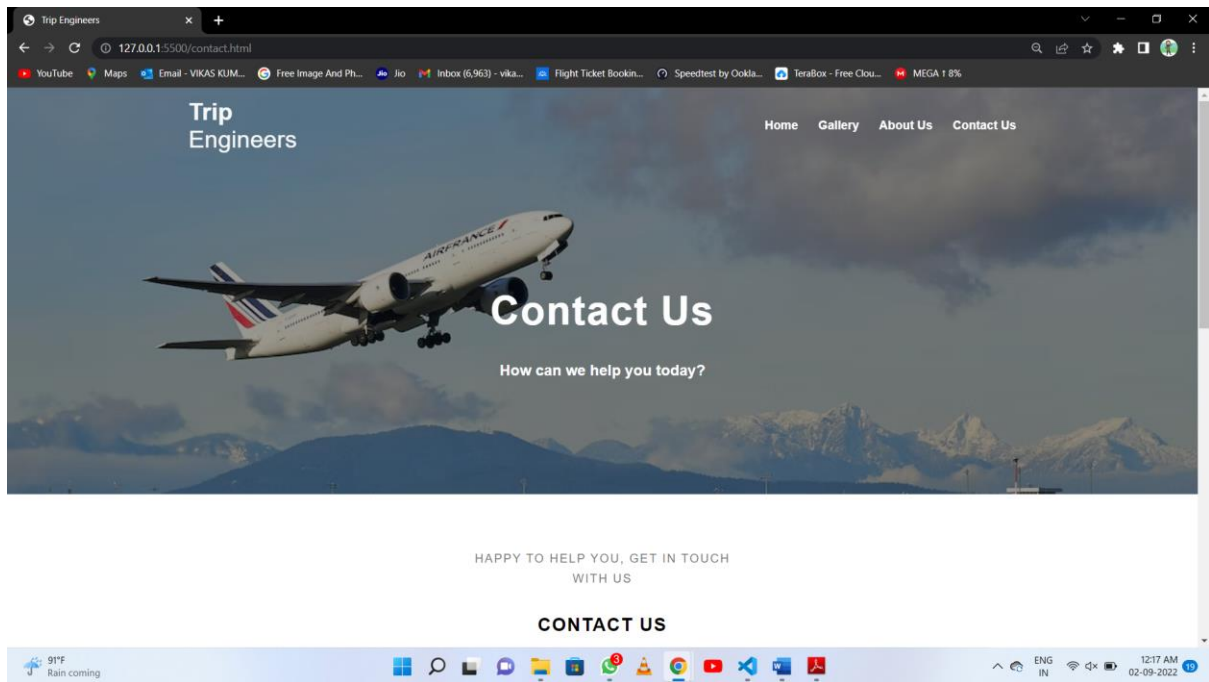 Trip Engineers
127.0.0.1:5500/contact.html
YouTube Maps Email - VIKAS KUM... Free Image And Ph... Jio Inbox (6,963) - vika... Flight Ticket Bookin... Speedtest by Ookla... TeraBox - Free Clou... MEGA 1 8%
Trip
Engineers
Home Gallery About Us Contact Us
AIRFRANCE
Contact Us
How can we help you today?
HAPPY TO HELP YOU, GET IN TOUCH
WITH US
CONTACT US
91°F
Rain coming
3
ENG
IN
12:17 AM
02-09-2022
19